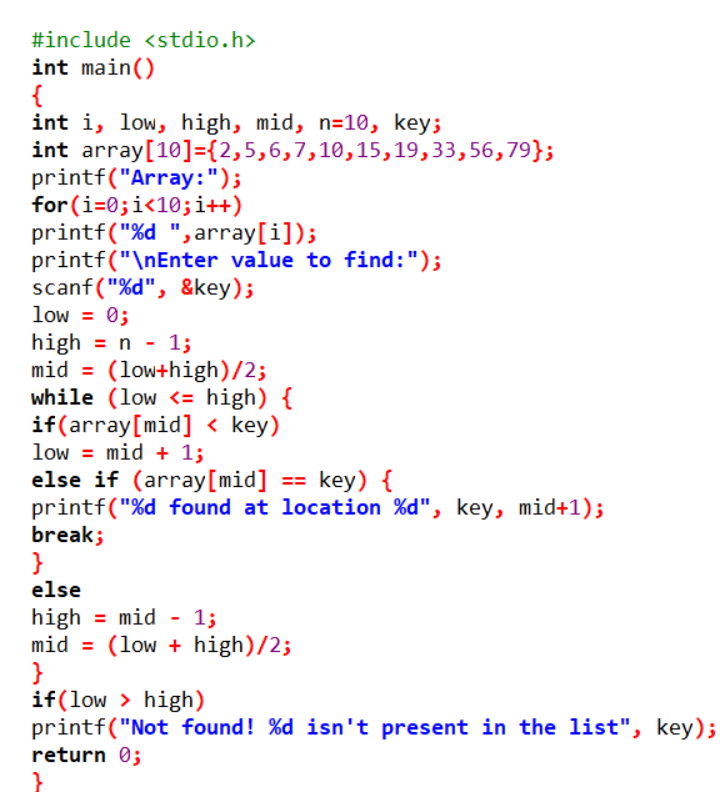 #include <stdio.h>
int main()
{
int i, low, high, mid, n=10, key;
int array[10]={2,5,6,7,10,15,19,33,56,79};
printf("Array:");
for(i=0;i<10;i++)
printf("%d ",array[i]);
printf("\nEnter value to find:");
scanf("%d", &key);
low = 0;
high = n - 1;
mid = (low+high)/2;
while (low <= high) {
if(array[mid] < key)
low = mid + 1;
else if (array[mid] == key) {
printf("%d found at location %d", key, mid+1);
break;
}
else
high = mid - 1;
mid = (low + high)/2;
}
if(low > high)
printf("Not found! %d isn't present in the list", key);
return 0;
}